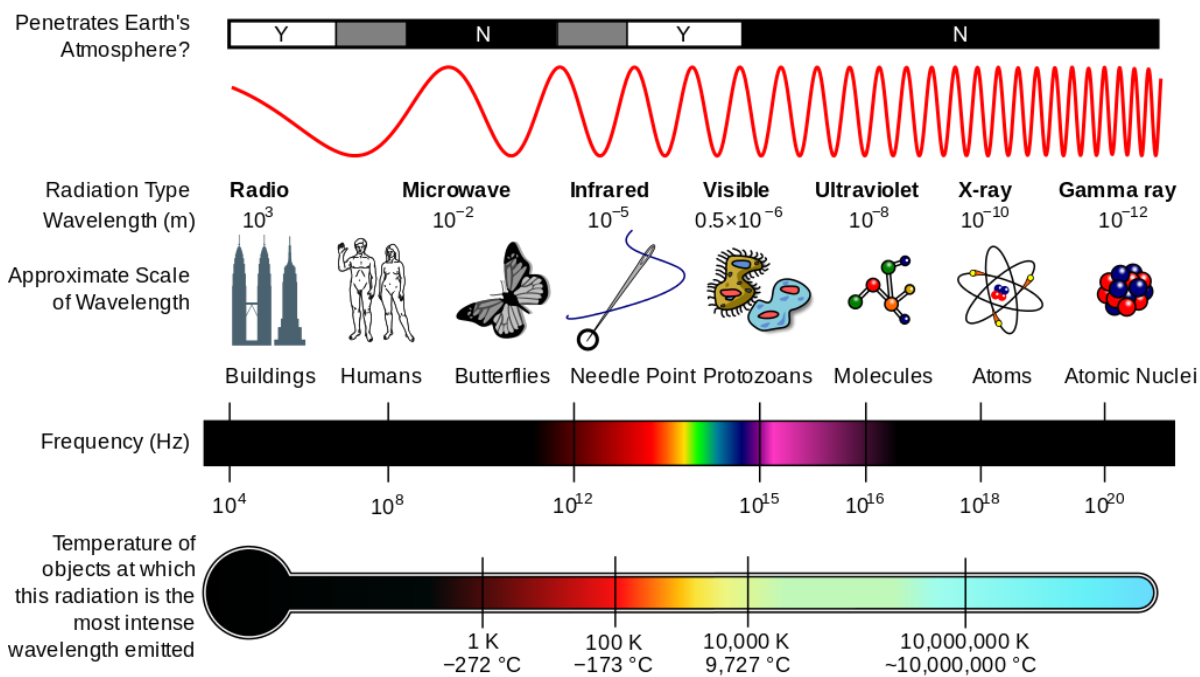 Penetrates Earth's
Atmosphere?
Y N Y N
Radiation Type
Radio Microwave Infrared Visible Ultraviolet X-ray Gamma ray
Wavelength (m)
10³ 10⁻² 10⁻⁵ 0.5×10⁻⁶ 10⁻⁸ 10⁻¹⁰ 10⁻¹²
Approximate Scale
of Wavelength
Buildings Humans Butterflies Needle Point Protozoans Molecules Atoms Atomic Nuclei
Frequency (Hz)
10⁴ 10⁸ 10¹² 10¹⁵ 10¹⁶ 10¹⁸ 10²⁰
Temperature of
objects at which
this radiation is the
most intense
wavelength emitted
1 K 100 K 10,000 K 10,000,000 K
−272 °C −173 °C 9,727 °C ~10,000,000 °C